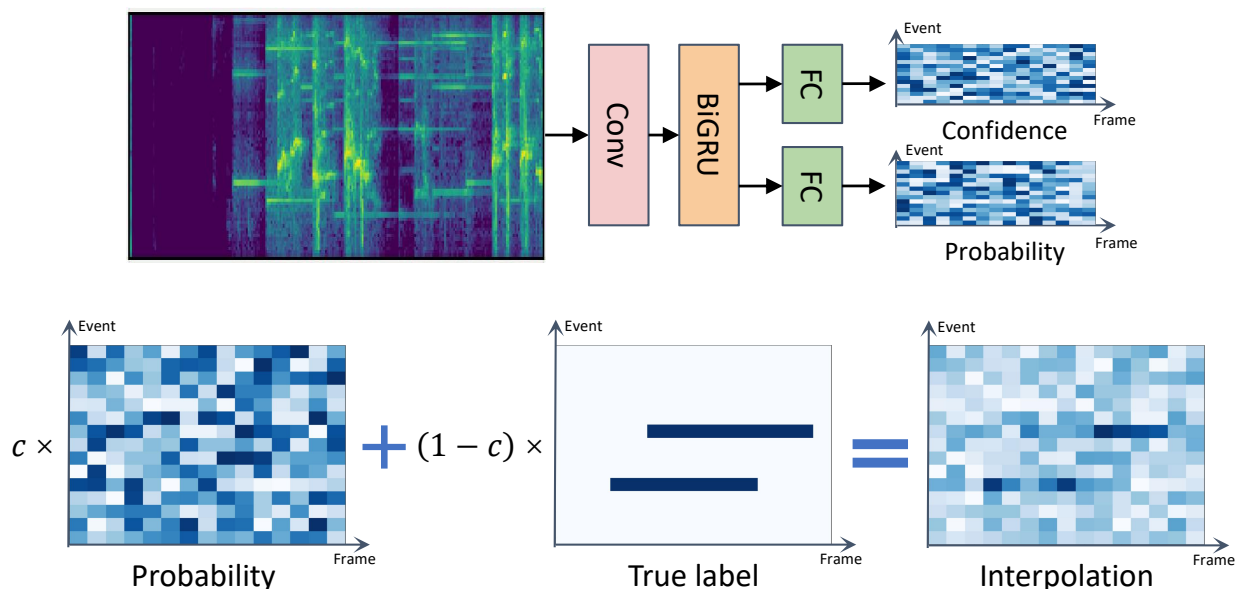 Event
Conv
BiGRU
FC
Frame
Confidence
Event
FC
Frame
Probability
Event
Event
Event
c × + (1 − c) × =
Frame
Frame
Frame
Probability
True label
Interpolation